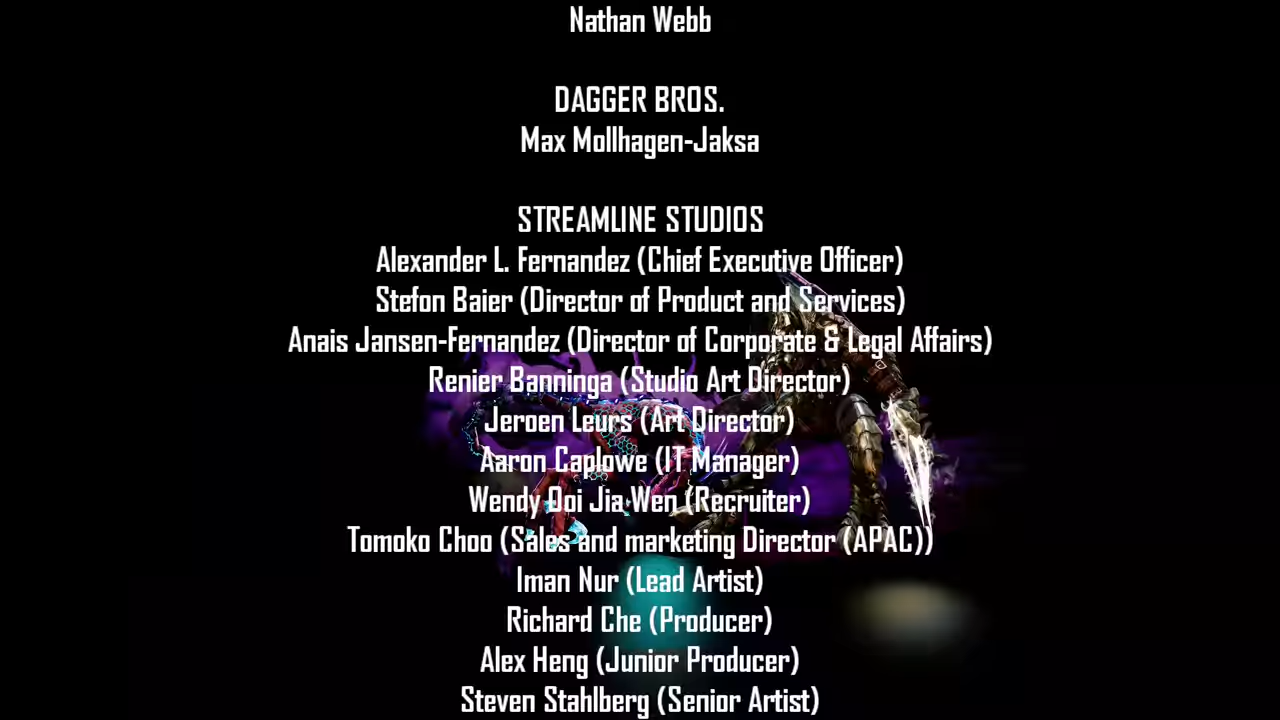 Nathan Webb
DAGGER BROS.
Max Mollhagen-Jaksa
STREAMLINE STUDIOS
Alexander L. Fernandez (Chief Executive Officer)
Stefon Baier (Director of Product and Services)
Anais Jansen-Fernandez (Director of Corporate & Legal Affairs)
Renier Banninga (Studio Art Director)
Jeroen Leurs (Art Director)
Aaron Caplowe (IT Manager)
Wendy Ooi Jia Wen (Recruiter)
Tomoko Choo (Sales and marketing Director (APAC))
Iman Nur (Lead Artist)
Richard Che (Producer)
Alex Heng (Junior Producer)
Steven Stahlberg (Senior Artist)